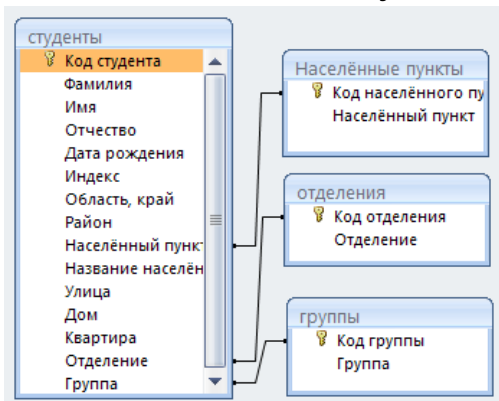 студенты
Код студента
Фамилия
Имя
Отчество
Дата рождения
Индекс
Область, край
Район
Населённый пункт
Название населён
Улица
Дом
Квартира
Отделение
Группа
Населённые пункты
Код населённого пу
Населённый пункт
отделения
Код отделения
Отделение
группы
Код группы
Группа